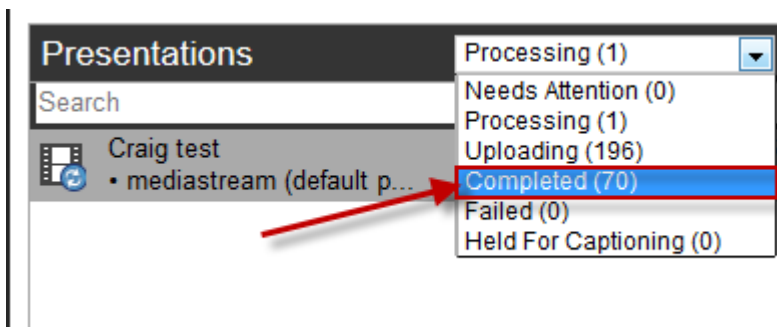 Presentations
Processing (1)
Search
Needs Attention (0)
Processing (1)
Uploading (196)
Completed (70)
Failed (0)
Held For Captioning (0)
Craig test
• mediastream (default p...